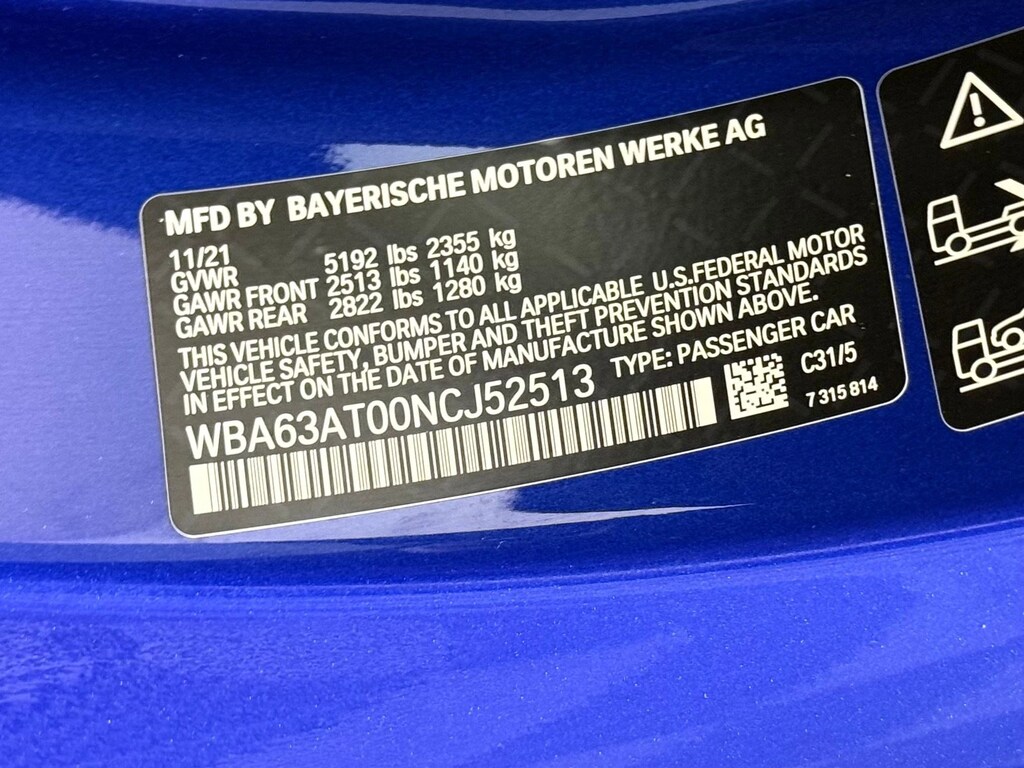 MFD BY BAYERISCHE MOTOREN WERKE AG
11/21
GVWR 5192 lbs 2355 kg
GAWR FRONT 2513 lbs 1140 kg
GAWR REAR 2822 lbs 1280 kg
THIS VEHICLE CONFORMS TO ALL APPLICABLE U.S.FEDERAL MOTOR
VEHICLE SAFETY, BUMPER AND THEFT PREVENTION STANDARDS
IN EFFECT ON THE DATE OF MANUFACTURE SHOWN ABOVE.
WBA63AT00NCJ52513 TYPE: PASSENGER CAR
C31/5
7 315 814